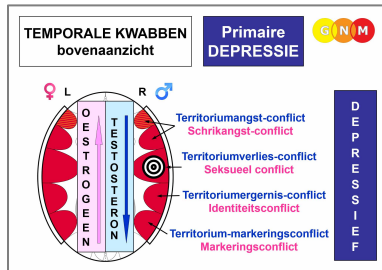 TEMPORALE KWABBEN
bovenaanzicht
Primaire
DEPRESSIE
GNM
L
R
OESTROGEEN
TESTOSTERON
Territoriumangst-conflict
Schrikangst-conflict
Territoriumverlies-conflict
Seksueel conflict
Territoriumergernis-conflict
Identiteitsconflict
Territorium-markeringsconflict
Markeringsconflict
DEPRESSIEF